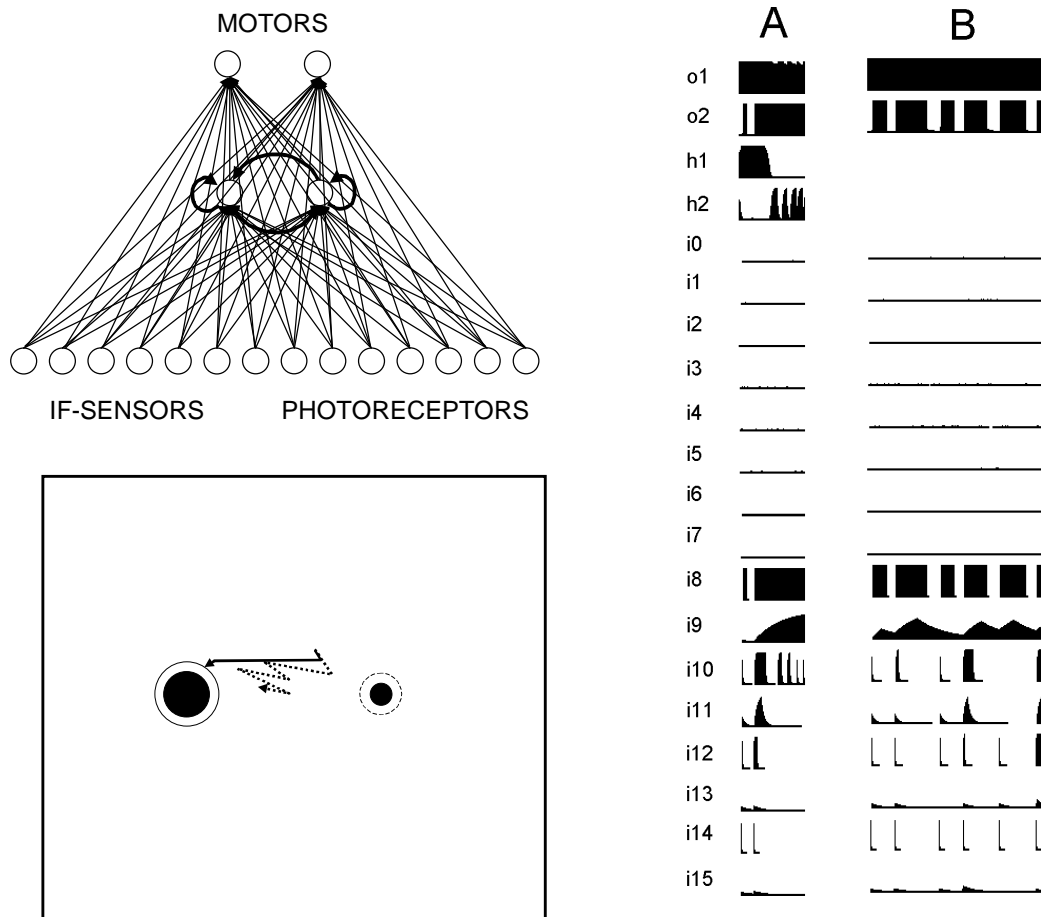 MOTORS
IF-SENSORS PHOTORECEPTORS
A B
o1
o2
h1
h2
i0
i1
i2
i3
i4
i5
i6
i7
i8
i9
i10
i11
i12
i13
i14
i15